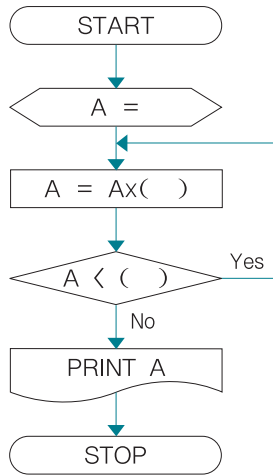 START
A =
A = Ax( )
A < ( )
Yes
No
PRINT A
STOP